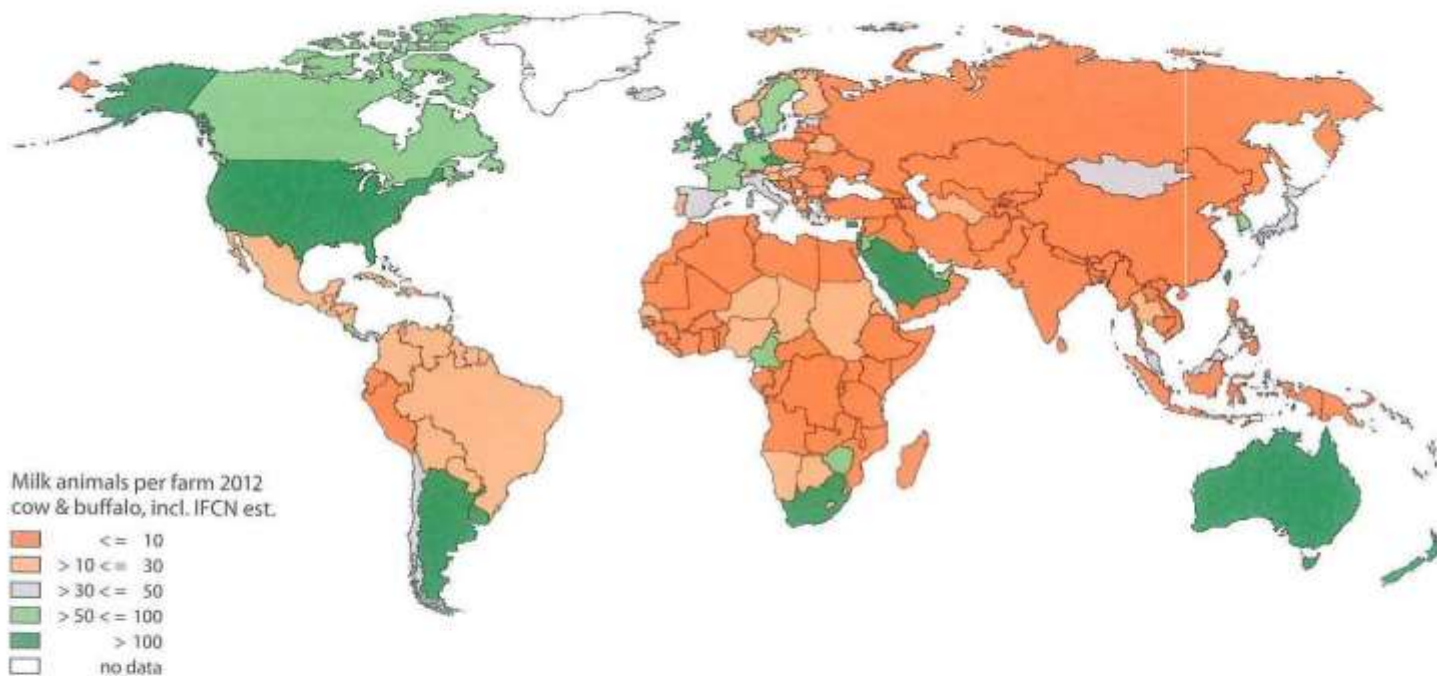 Milk animals per farm 2012
cow & buffalo, incl. IFCN est.
< = 10
> 10 < = 30
> 30 < = 50
> 50 < = 100
> 100
no data